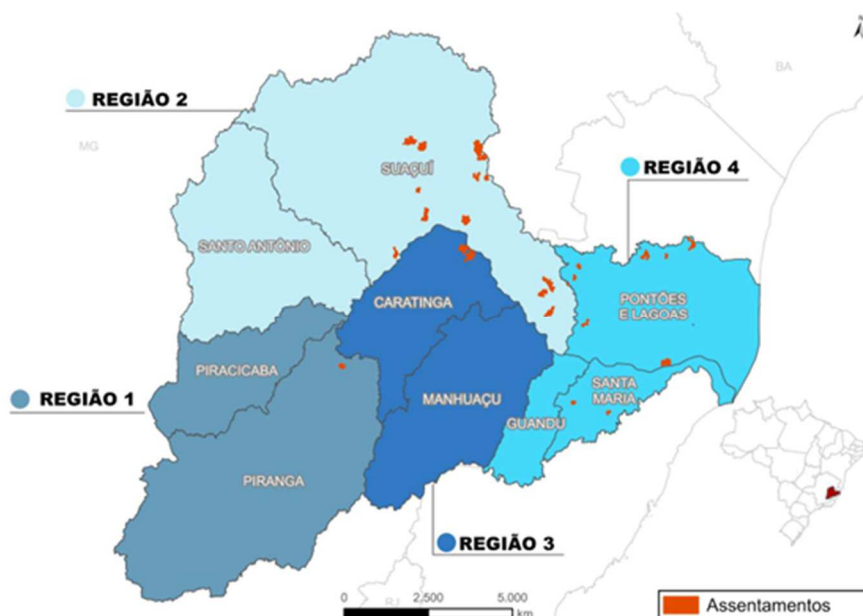 BA
REGIÃO 2
MG
SUAÇUÍ
REGIÃO 4
SANTO ANTÔNIO
CARATINGA
PONTÕES
E LAGOAS
PIRACICABA
SANTA
MARIA
REGIÃO 1
MANHUAÇU
GUANDU
PIRANGA
REGIÃO 3
RJ
0 2,500 5.000
km
Assentamentos